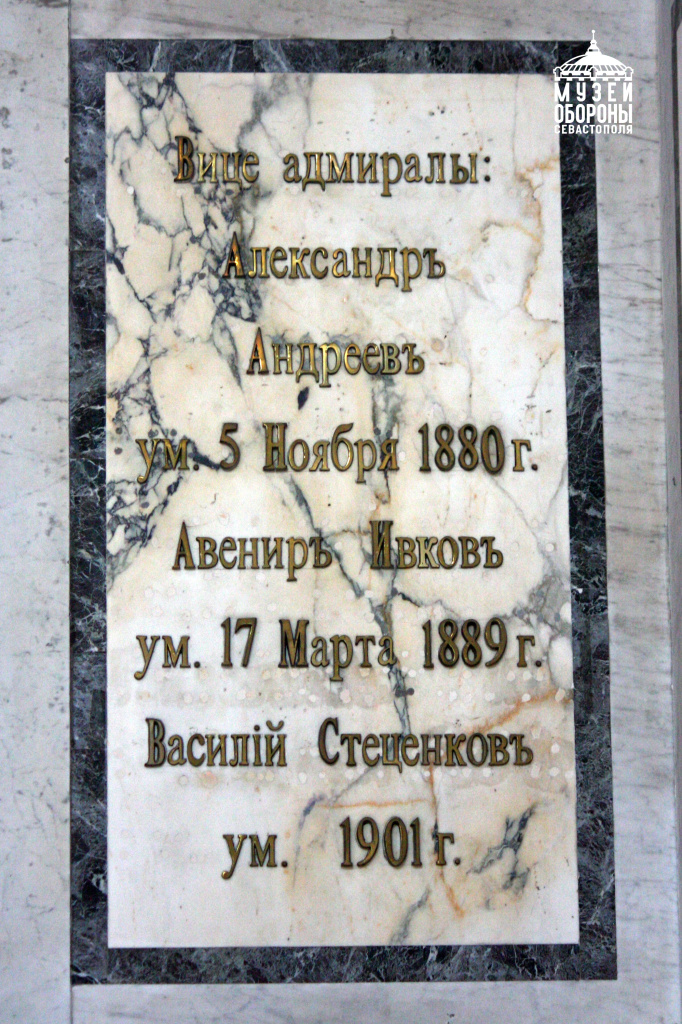 МУЗЕЙ
ОБОРОНЫ
СЕВАСТОПОЛЯ
Вице адмиралы:
Александръ
Андреевъ
ум. 5 Ноября 1880 г.
Авениръ Ивковъ
ум. 17 Марта 1889 г.
Василій Стеценковъ
ум. 1901 г.